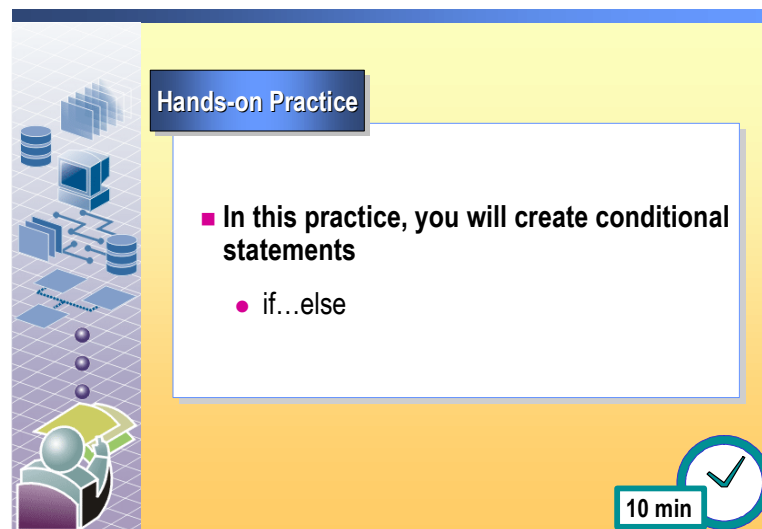 Hands-on Practice
In this practice, you will create conditional
statements
if…else
10 min